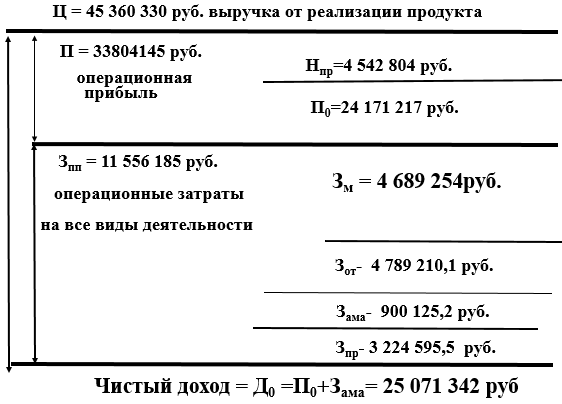 Ц = 45 360 330 руб. выручка от реализации продукта
П = 33804145 руб.
операционная
прибыль
Нпр=4 542 804 руб.
П0=24 171 217 руб.
Зпп = 11 556 185 руб.
операционные затраты
на все виды деятельности
Зм = 4 689 254руб.
Зот- 4 789 210,1 руб.
Зама- 900 125,2 руб.
Зпр- 3 224 595,5 руб.
Чистый доход = Д0 =П0+Зама= 25 071 342 руб